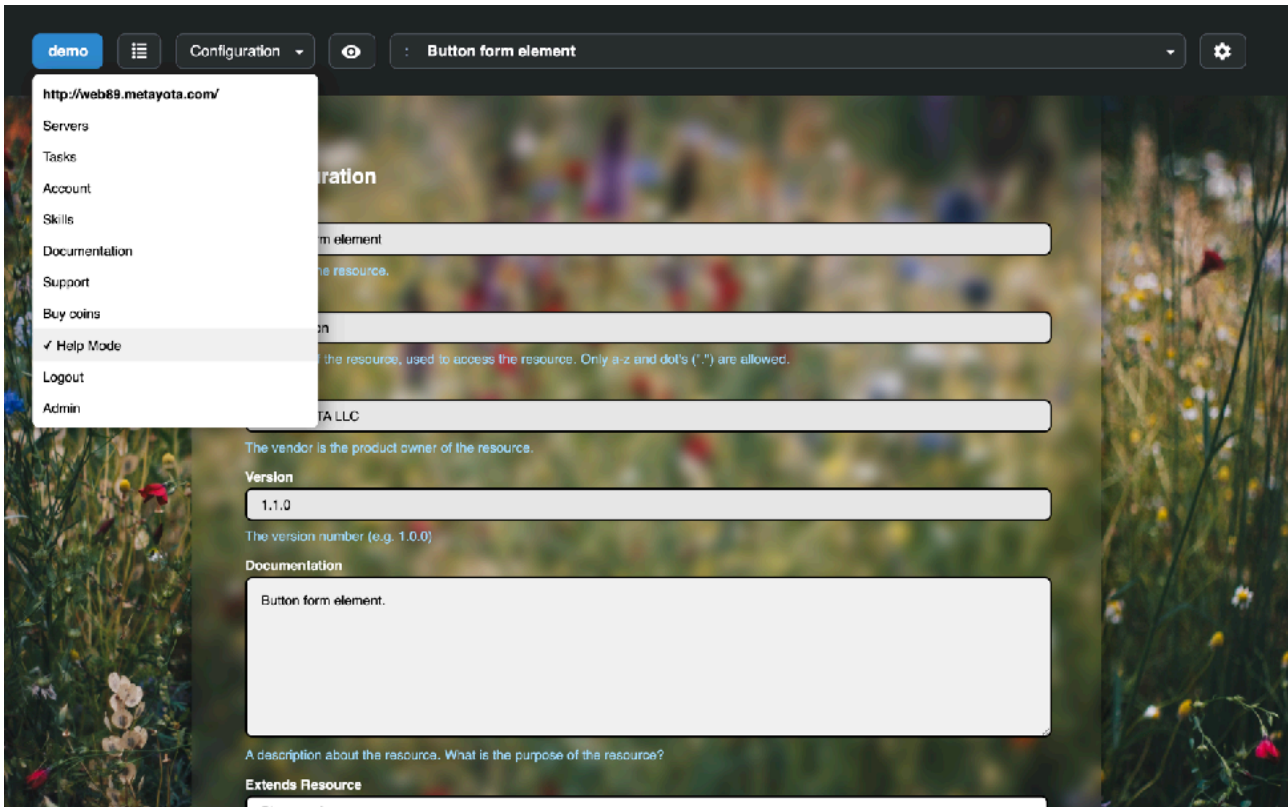 demo
Configuration
: Button form element
http://web89.metayota.com/
Servers
Tasks
Account
Skills
Documentation
Support
Buy coins
✓ Help Mode
Logout
Admin
ration
m element
e resource.
on
the resource, used to access the resource. Only a-z and dot's (".") are allowed.
TA LLC
The vendor is the product owner of the resource.
Version
1.1.0
The version number (e.g. 1.0.0)
Documentation
Button form element.
A description about the resource. What is the purpose of the resource?
Extends Resource